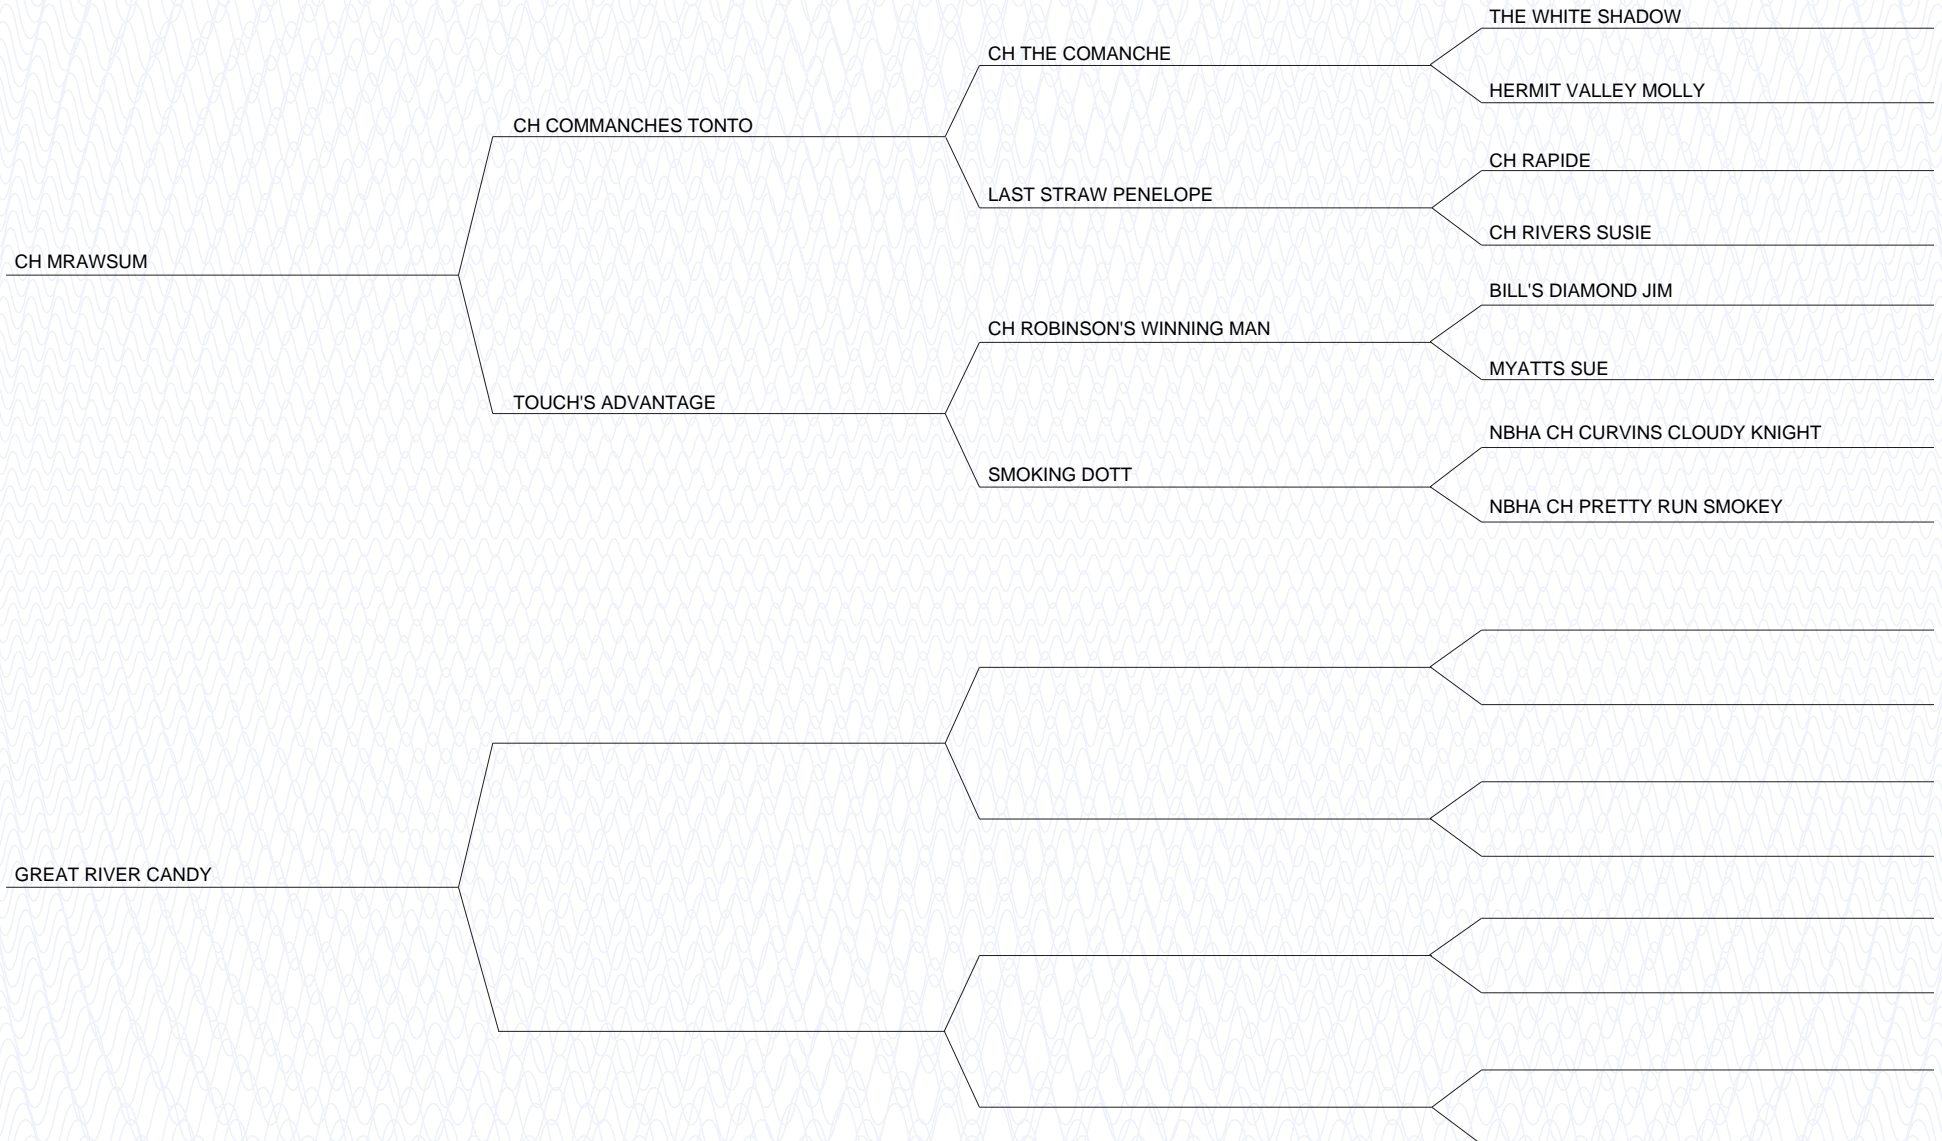 THE WHITE SHADOW
CH THE COMANCHE
HERMIT VALLEY MOLLY
CH COMMANCHES TONTO
CH RAPIDE
LAST STRAW PENELOPE
CH RIVERS SUSIE
CH MRAWSUM
BILL'S DIAMOND JIM
CH ROBINSON'S WINNING MAN
MYATTS SUE
TOUCH'S ADVANTAGE
NBHA CH CURVINS CLOUDY KNIGHT
SMOKING DOTT
NBHA CH PRETTY RUN SMOKEY
GREAT RIVER CANDY